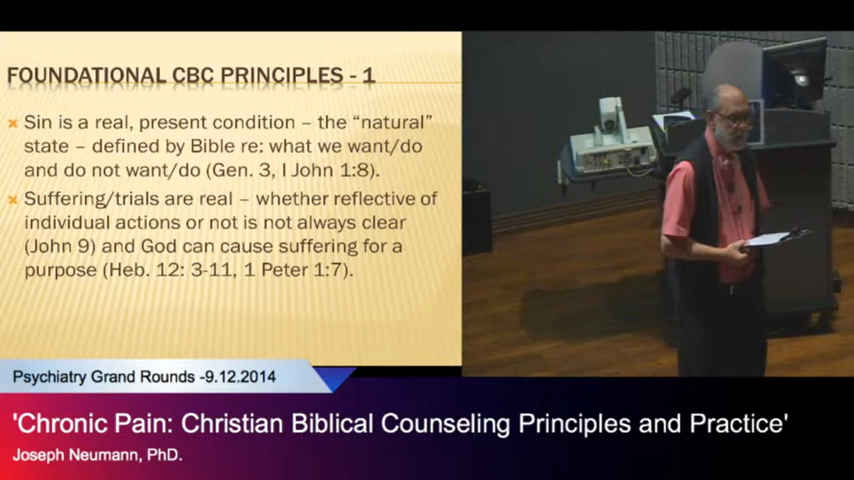 FOUNDATIONAL CBC PRINCIPLES - 1
Sin is a real, present condition – the “natural”
state – defined by Bible re: what we want/do
and do not want/do (Gen. 3, I John 1:8).
Suffering/trials are real – whether reflective of
individual actions or not is not always clear
(John 9) and God can cause suffering for a
purpose (Heb. 12: 3-11, 1 Peter 1:7).
Psychiatry Grand Rounds -9.12.2014
'Chronic Pain: Christian Biblical Counseling Principles and Practice'
Joseph Neumann, PhD.